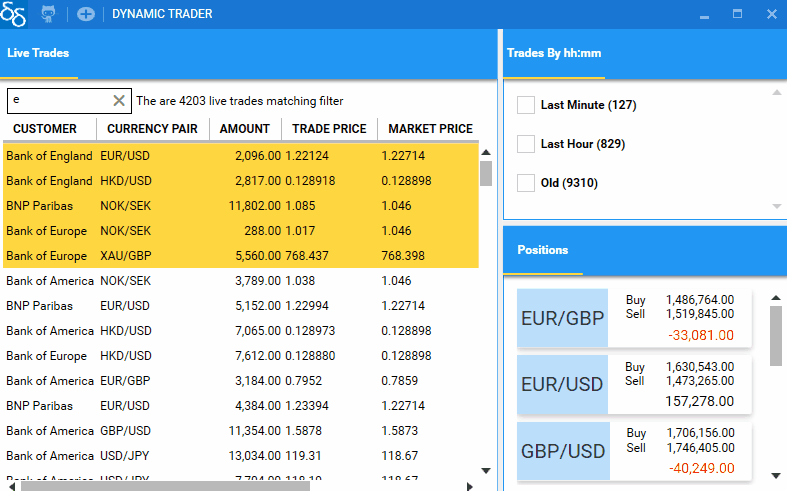 DYNAMIC TRADER
Live Trades
e
The are 4203 live trades matching filter
CUSTOMER CURRENCY PAIR AMOUNT TRADE PRICE MARKET PRICE
Bank of England EUR/USD 2,096.00 1.22124 1.22714
Bank of England HKD/USD 2,817.00 0.128918 0.128898
BNP Paribas NOK/SEK 11,802.00 1.085 1.046
Bank of Europe NOK/SEK 288.00 1.017 1.046
Bank of Europe XAU/GBP 5,560.00 768.437 768.398
Bank of America NOK/SEK 3,789.00 1.038 1.046
BNP Paribas EUR/USD 5,152.00 1.22994 1.22714
Bank of America HKD/USD 7,065.00 0.128973 0.128898
Bank of Europe HKD/USD 7,612.00 0.128880 0.128898
Bank of America EUR/GBP 3,184.00 0.7952 0.7859
BNP Paribas EUR/USD 4,384.00 1.23394 1.22714
Bank of America GBP/USD 11,354.00 1.5878 1.5873
Bank of America USD/JPY 13,034.00 119.31 118.67
Bank of America USD/JPY 118.67
Trades By hh:mm
Last Minute (127)
Last Hour (829)
Old (9310)
Positions
EUR/GBP
Buy 1,486,764.00
Sell 1,519,845.00
-33,081.00
EUR/USD
Buy 1,630,543.00
Sell 1,473,265.00
157,278.00
GBP/USD
Buy 1,706,156.00
Sell 1,746,405.00
-40,249.00